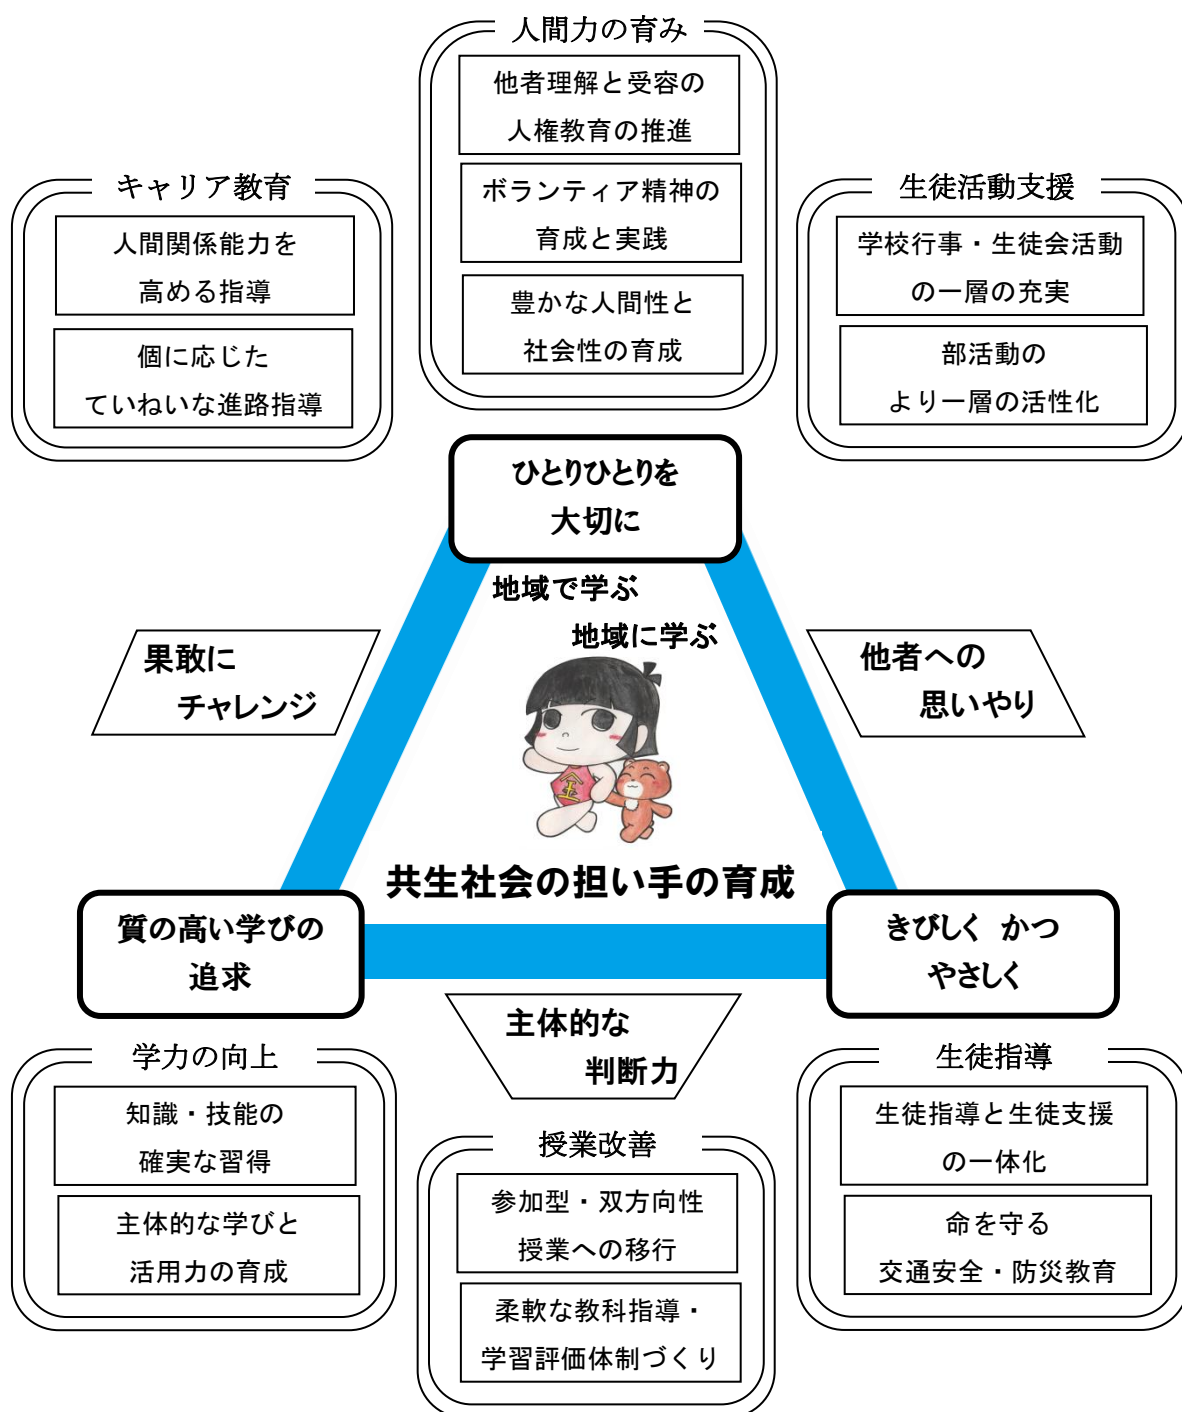 人間力の育み
他者理解と受容の
人権教育の推進
ボランティア精神の
育成と実践
豊かな人間性と
社会性の育成
キャリア教育
人間関係能力を
高める指導
個に応じた
ていねいな進路指導
生徒活動支援
学校行事・生徒会活動
の一層の充実
部活動の
より一層の活性化
ひとりひとりを
大切に
地域で学ぶ
地域に学ぶ
果敢に
チャレンジ
他者への
思いやり
金
共生社会の担い手の育成
質の高い学びの
追求
きびしく かつ
やさしく
主体的な
判断力
学力の向上
知識・技能の
確実な習得
主体的な学びと
活用力の育成
授業改善
参加型・双方向性
授業への移行
柔軟な教科指導・
学習評価体制づくり
生徒指導
生徒指導と生徒支援
の一体化
命を守る
交通安全・防災教育